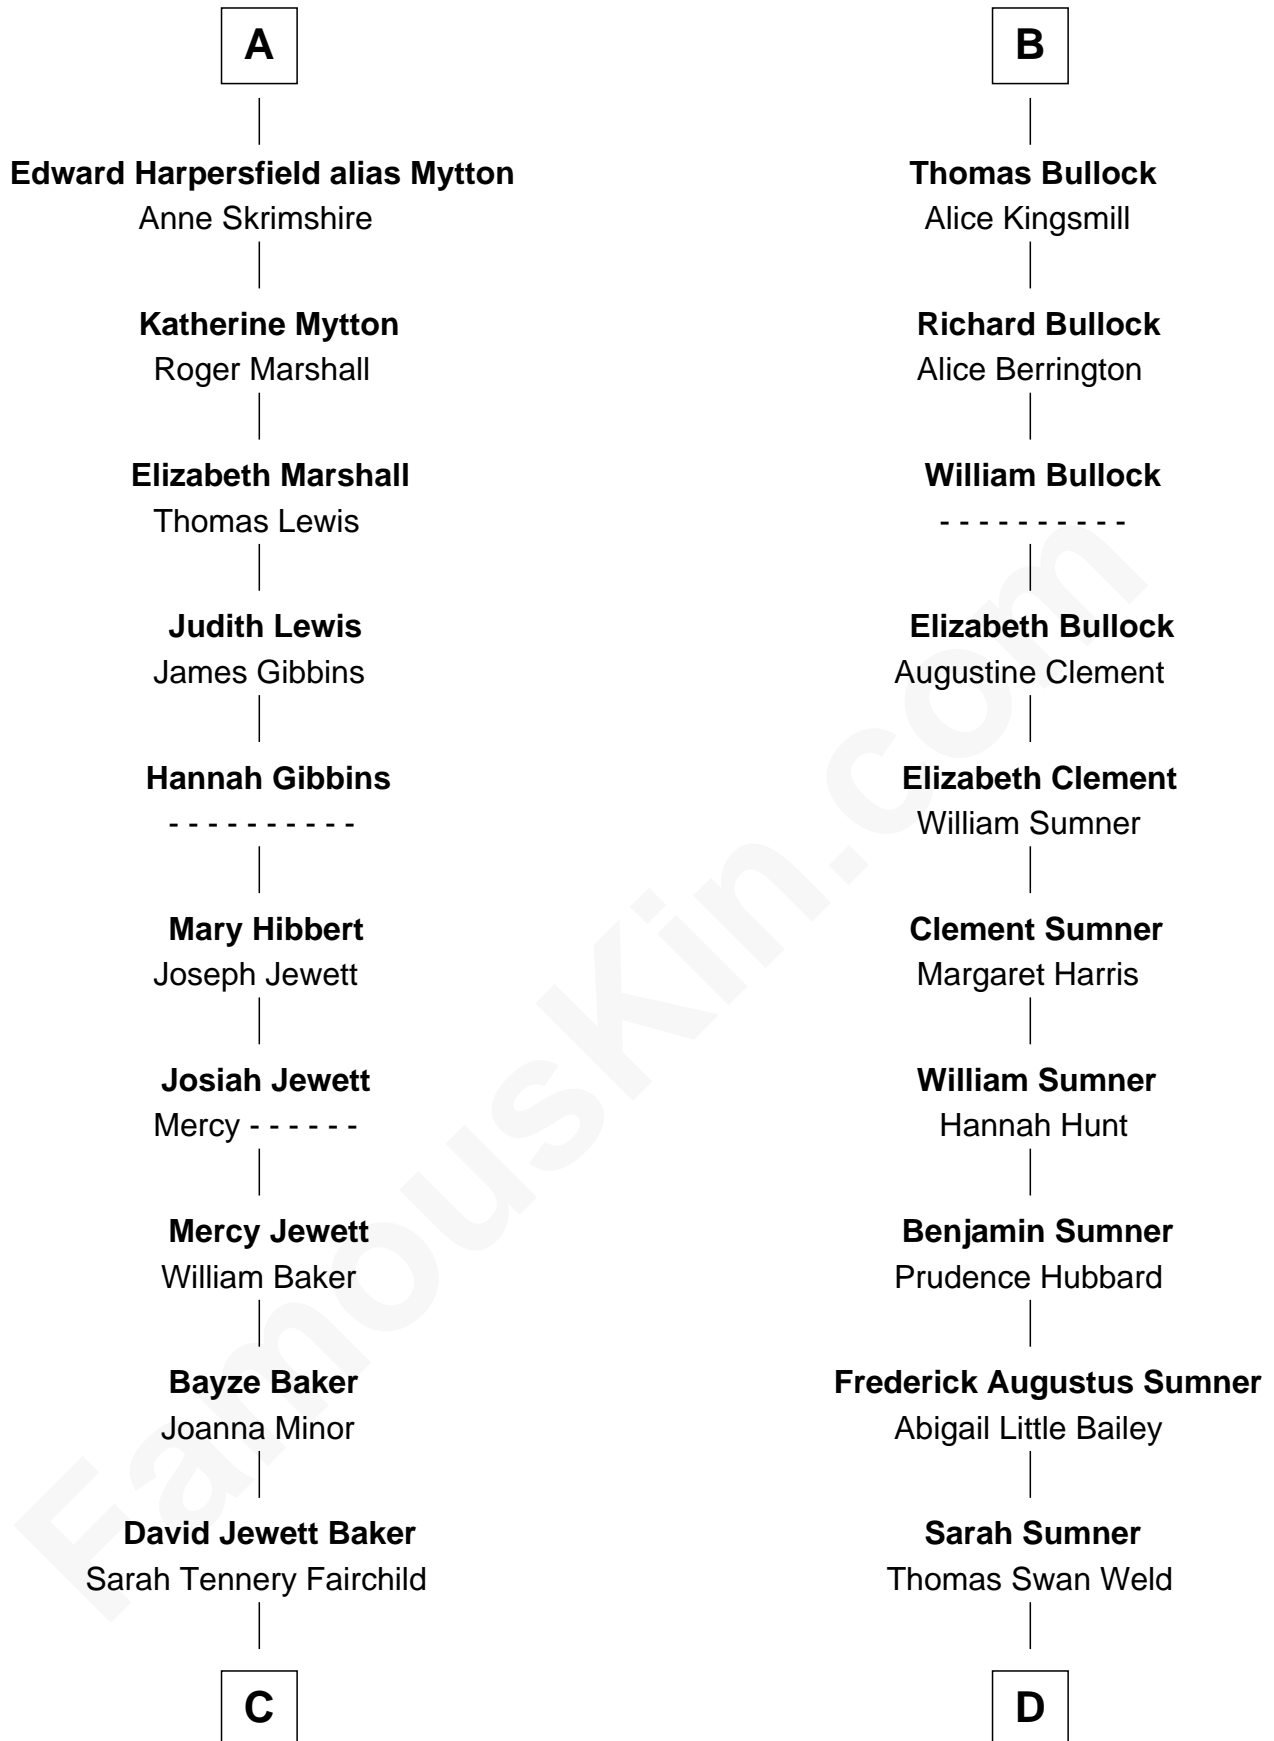 A
Edward Harpersfield alias Mytton
Anne Skrimshire
Katherine Mytton
Roger Marshall
Elizabeth Marshall
Thomas Lewis
Judith Lewis
James Gibbins
Hannah Gibbins
- - - - - - - - - -
Mary Hibbert
Joseph Jewett
Josiah Jewett
Mercy - - - - - -
Mercy Jewett
William Baker
Bayze Baker
Joanna Minor
David Jewett Baker
Sarah Tennery Fairchild
C
B
Thomas Bullock
Alice Kingsmill
Richard Bullock
Alice Berrington
William Bullock
- - - - - - - - - -
Elizabeth Bullock
Augustine Clement
Elizabeth Clement
William Sumner
Clement Sumner
Margaret Harris
William Sumner
Hannah Hunt
Benjamin Sumner
Prudence Hubbard
Frederick Augustus Sumner
Abigail Little Bailey
Sarah Sumner
Thomas Swan Weld
D
FamousKin.com